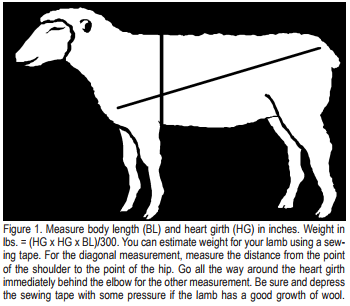 Figure 1. Measure body length (BL) and heart girth (HG) in inches. Weight in
lbs. = (HG x HG x BL)/300. You can estimate weight for your lamb using a sew-
ing tape. For the diagonal measurement, measure the distance from the point
of the shoulder to the point of the hip. Go all the way around the heart girth
immediately behind the elbow for the other measurement. Be sure and depress
the sewing tape with some pressure if the lamb has a good growth of wool.